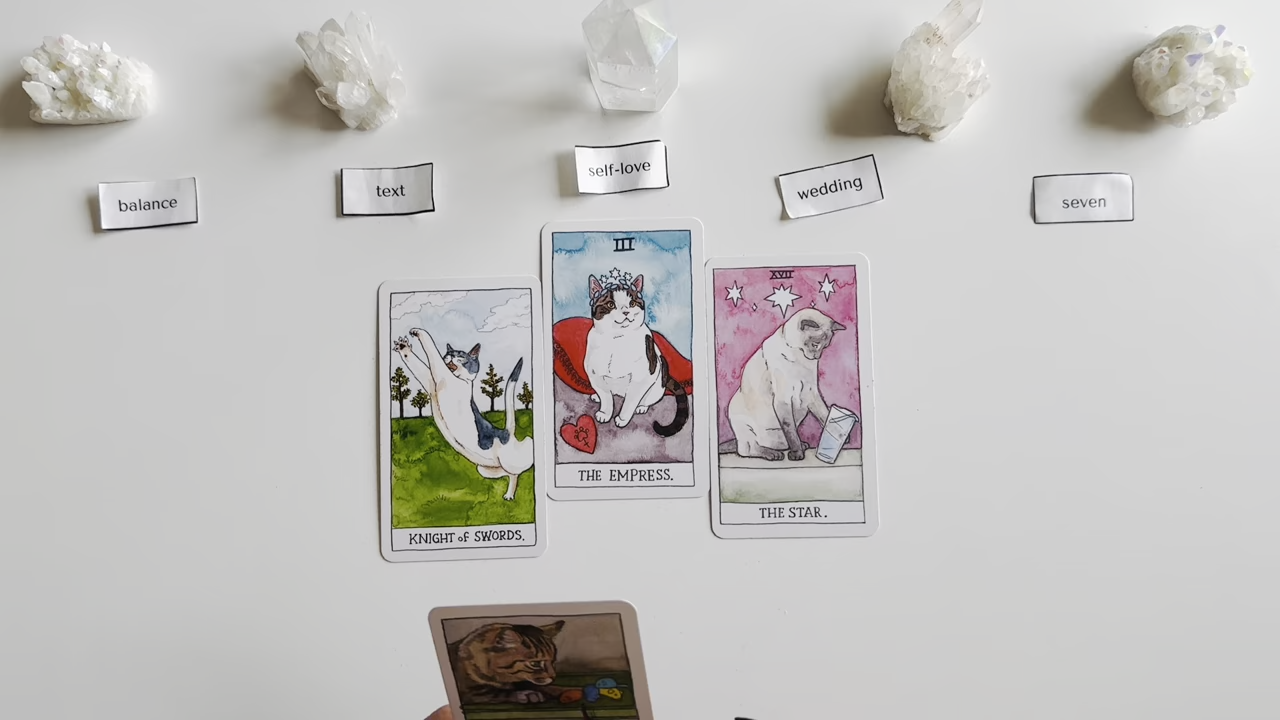 balance
text
self-love
wedding
seven
III
XVII
KNIGHT of SWORDS.
THE EMPRESS.
THE STAR.